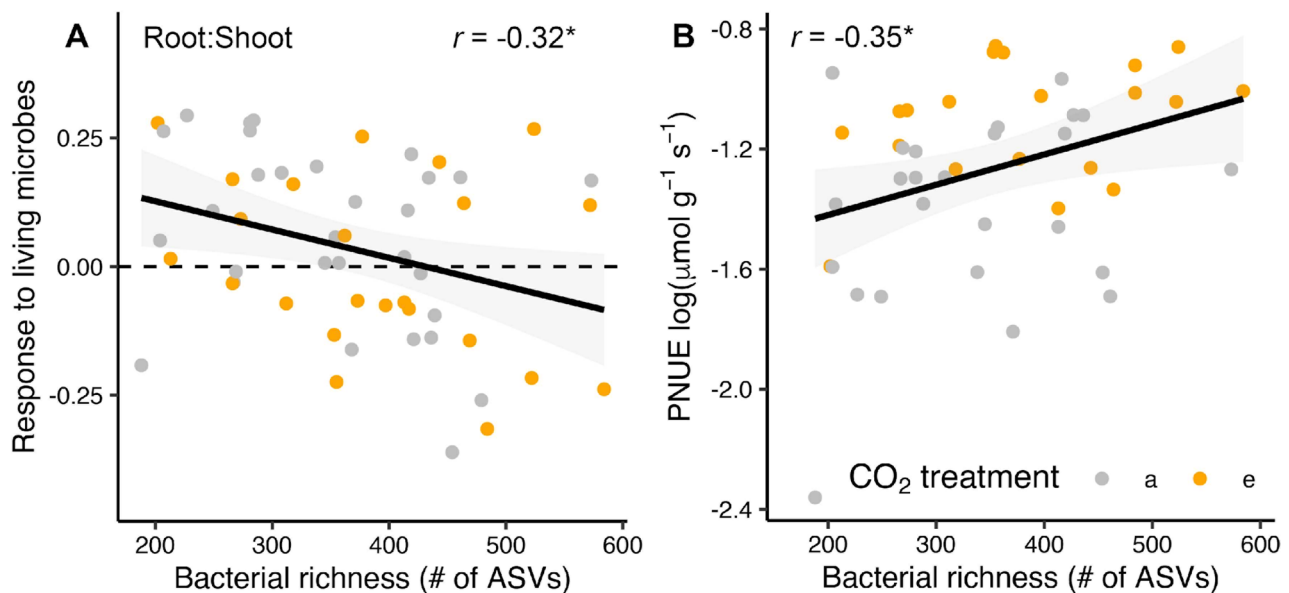 A Root:Shoot r = -0.32*
Response to living microbes
0.25
0.00
-0.25
200 300 400 500 600
Bacterial richness (# of ASVs)
B r = -0.35*
PNUE log(μmol g⁻¹ s⁻¹)
-0.8
-1.2
-1.6
-2.0
-2.4
CO₂ treatment a e
200 300 400 500 600
Bacterial richness (# of ASVs)